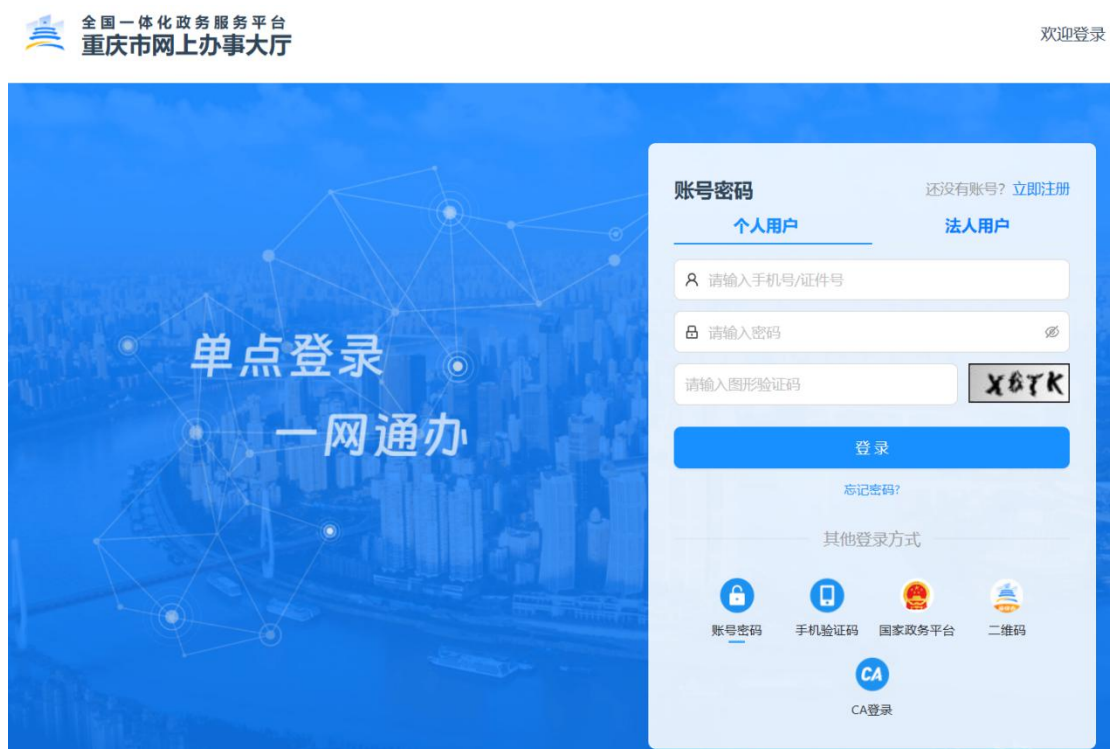 全国一体化政务服务平台
重庆市网上办事大厅
欢迎登录
单点登录
一网通办
账号密码
还没有账号？立即注册
个人用户 法人用户
请输入手机号/证件号
请输入密码
请输入图形验证码
X6TK
登录
忘记密码?
其他登录方式
账号密码 手机验证码 国家政务平台 二维码
CA
CA登录